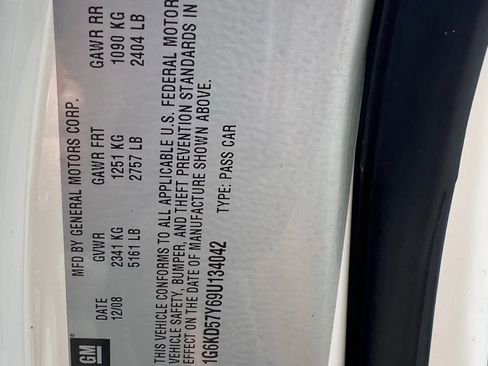 GM
MFD BY GENERAL MOTORS CORP.
DATE GVWR GAWR FRT GAWR RR
12/08 2341 KG 1251 KG 1090 KG
5161 LB 2757 LB 2404 LB
THIS VEHICLE CONFORMS TO ALL APPLICABLE U.S. FEDERAL MOTOR
VEHICLE SAFETY, BUMPER, AND THEFT PREVENTION STANDARDS IN
EFFECT ON THE DATE OF MANUFACTURE SHOWN ABOVE.
1G6KD57Y69U134042 TYPE: PASS CAR